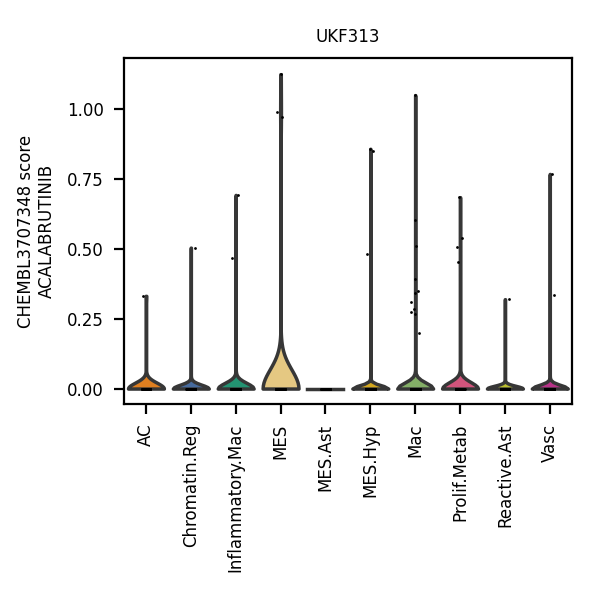 UKF313
CHEMBL3707348 score
ACALABRUTINIB
1.00
0.75
0.50
0.25
0.00
AC
Chromatin.Reg
Inflammatory.Mac
MES
MES.Ast
MES.Hyp
Mac
Prolif.Metab
Reactive.Ast
Vasc